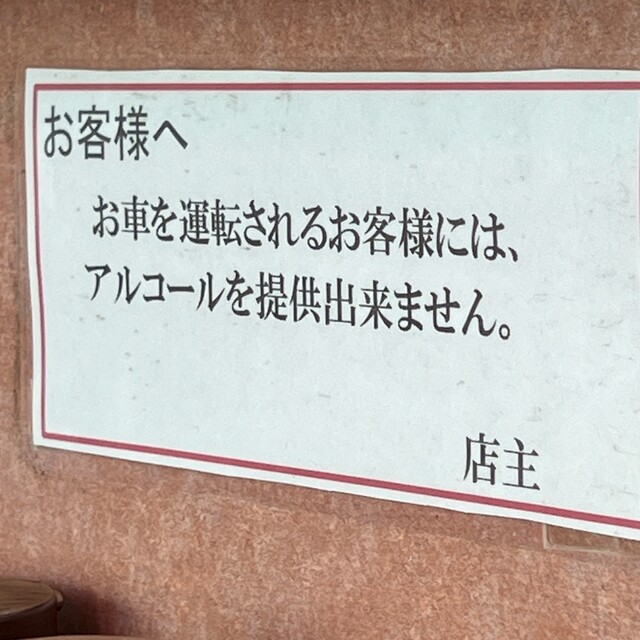 お客様へ
お車を運転されるお客様には、
アルコールを提供出来ません。
店主